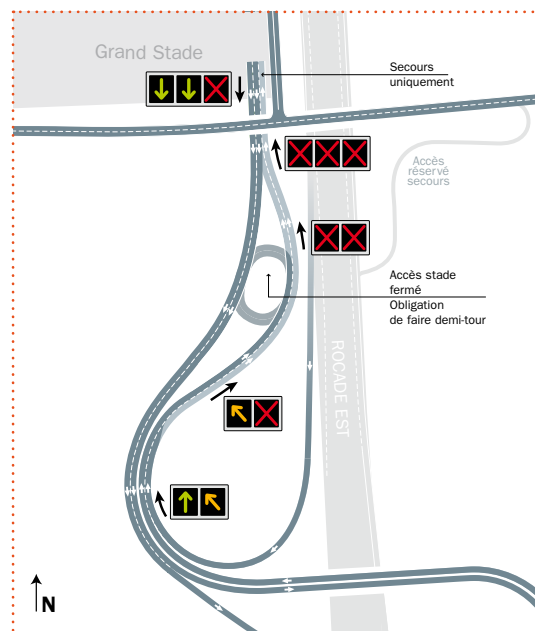 Grand Stade
Secours
uniquement
Accès
réservé
secours
Accès stade
fermé
Obligation
de faire demi-tour
ROCADE EST
N